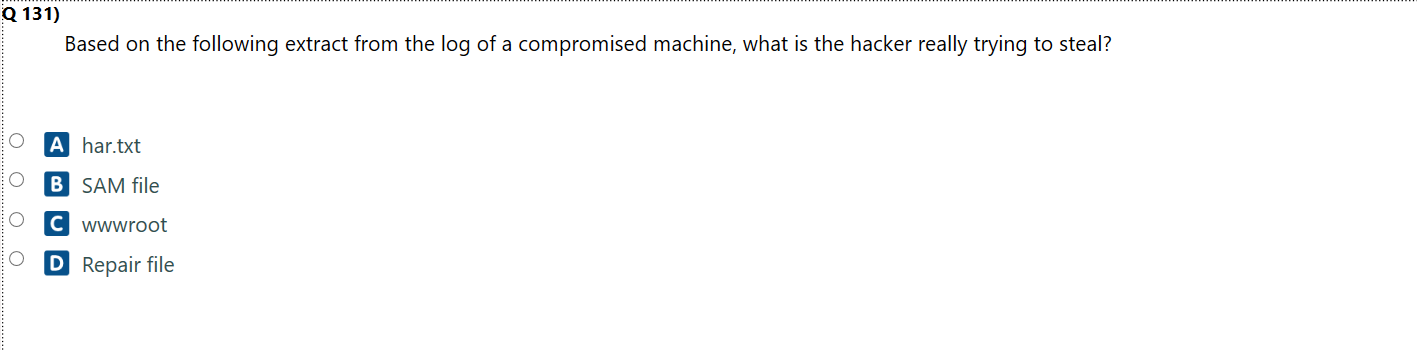 Q 131)
Based on the following extract from the log of a compromised machine, what is the hacker really trying to steal?
A har.txt
B SAM file
C wwwroot
D Repair file